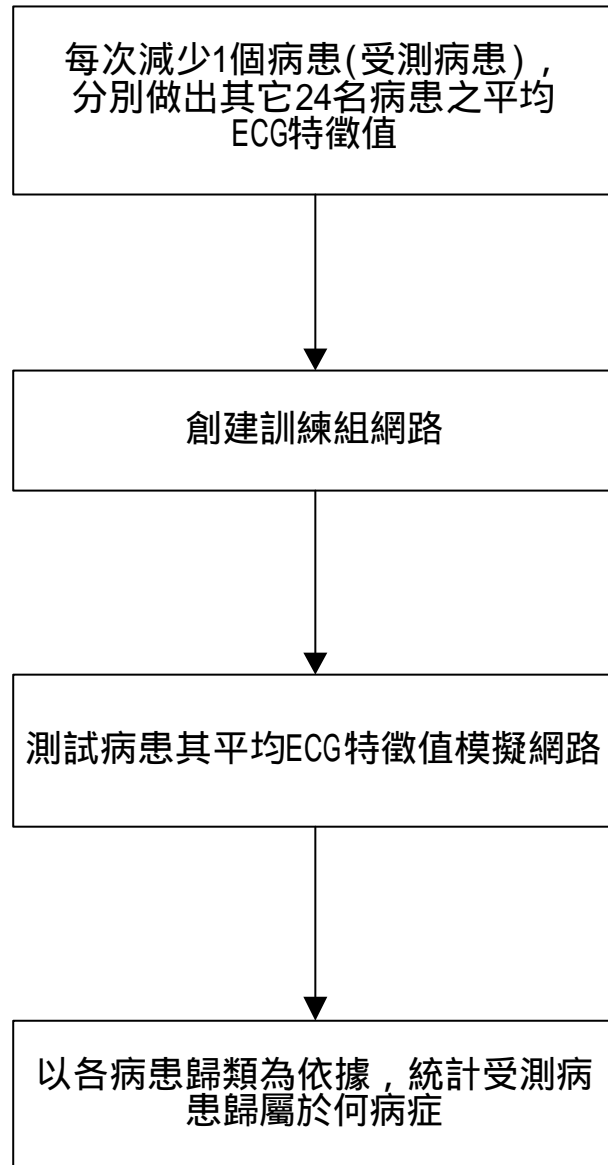 每次減少1個病患(受測病患)，
分別做出其它24名病患之平均
ECG特徵值
創建訓練組網路
測試病患其平均ECG特徵值模擬網路
以各病患歸類為依據，統計受測病
患歸屬於何病症